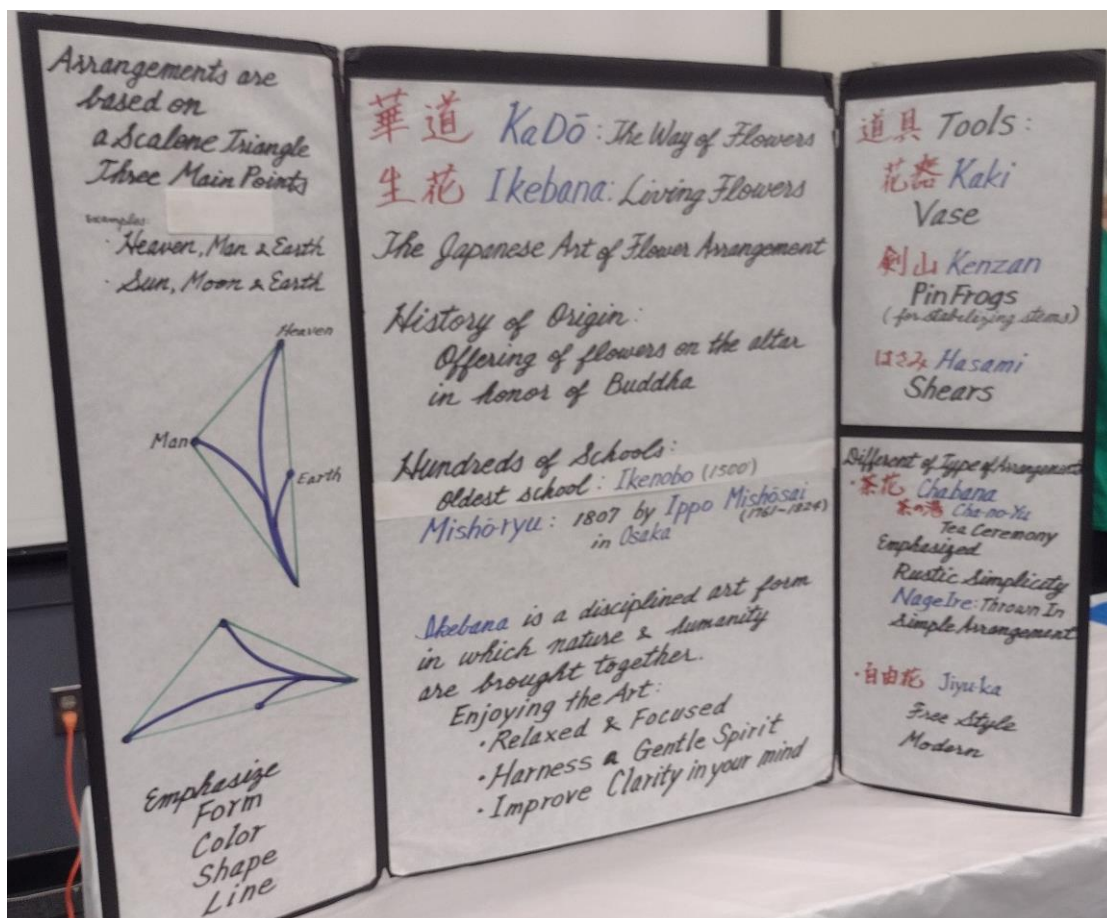 Arrangements are
based on
a Scalone Triangle
Three Main Points
examples:
· Heaven, Man & Earth
· Sun, Moon & Earth
Heaven
Man
Earth
Emphasize
Form
Color
Shape
Line
華道 KaDō: The Way of Flowers
生花 Ikebana: Living Flowers
The Japanese Art of Flower Arrangement
History of Origin:
Offering of flowers on the altar
in honor of Buddha
Hundreds of Schools:
oldest school: Ikenobo (1500')
Mishō-ryu: 1807 by Ippo Mishōsai
(1761-1824)
in Osaka
Ikebana is a disciplined art form
in which nature & humanity
are brought together.
Enjoying the Art:
· Relaxed & Focused
· Harness a Gentle Spirit
· Improve Clarity in your mind
道具 Tools:
花器 Kaki
Vase
剣山 Kenzan
Pin Frogs
(for stabilizing stems)
はさみ Hasami
Shears
Different of Type of Arrangement
· 茶花 Chabana
茶の湯 Cha-no-Yu
Tea Ceremony
Emphasized
Rustic Simplicity
NageIre: Thrown In
Simple Arrangement
· 自由花 Jiyu-ka
Free Style
Modern